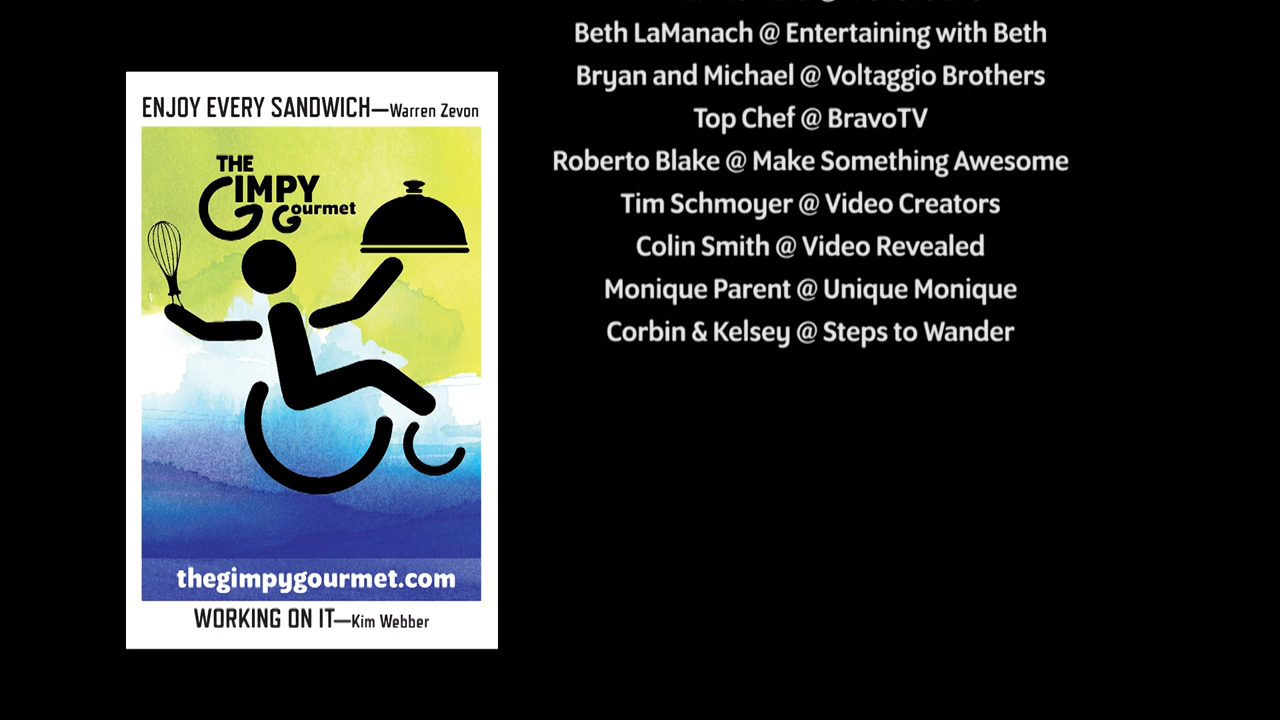 ENJOY EVERY SANDWICH—Warren Zevon
THE
GIMPY
Gourmet
thegimpygourmet.com
WORKING ON IT—Kim Webber
Beth LaManach @ Entertaining with Beth
Bryan and Michael @ Voltaggio Brothers
Top Chef @ BravoTV
Roberto Blake @ Make Something Awesome
Tim Schmoyer @ Video Creators
Colin Smith @ Video Revealed
Monique Parent @ Unique Monique
Corbin & Kelsey @ Steps to Wander